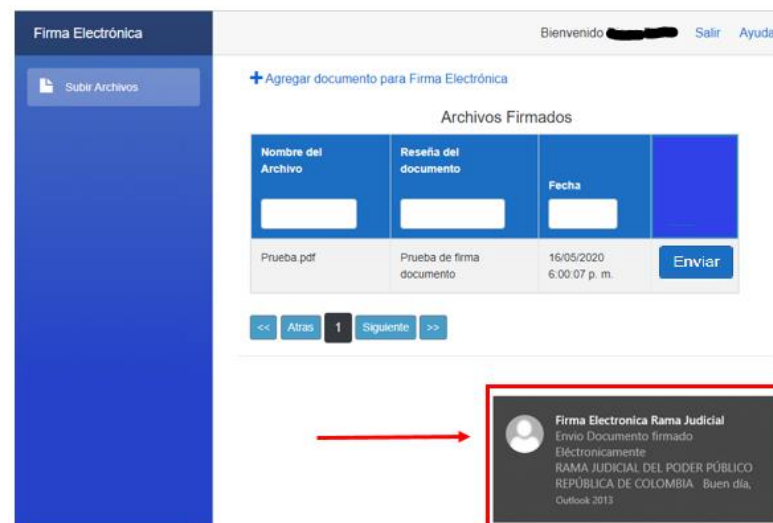 Firma Electrónica
Bienvenido
Salir
Ayuda
Subir Archivos
Agregar documento para Firma Electrónica
Archivos Firmados
Nombre del
Archivo
Reseña del
documento
Fecha
Prueba.pdf
Prueba de firma
documento
16/05/2020
6:00:07 p. m.
Enviar
<<
Atras
1
Siguiente
>>
Firma Electronica Rama Judicial
Envio Documento firmado
Eléctronicamente
RAMA JUDICIAL DEL PODER PÚBLICO
REPÚBLICA DE COLOMBIA Buen día,
Outlook 2013